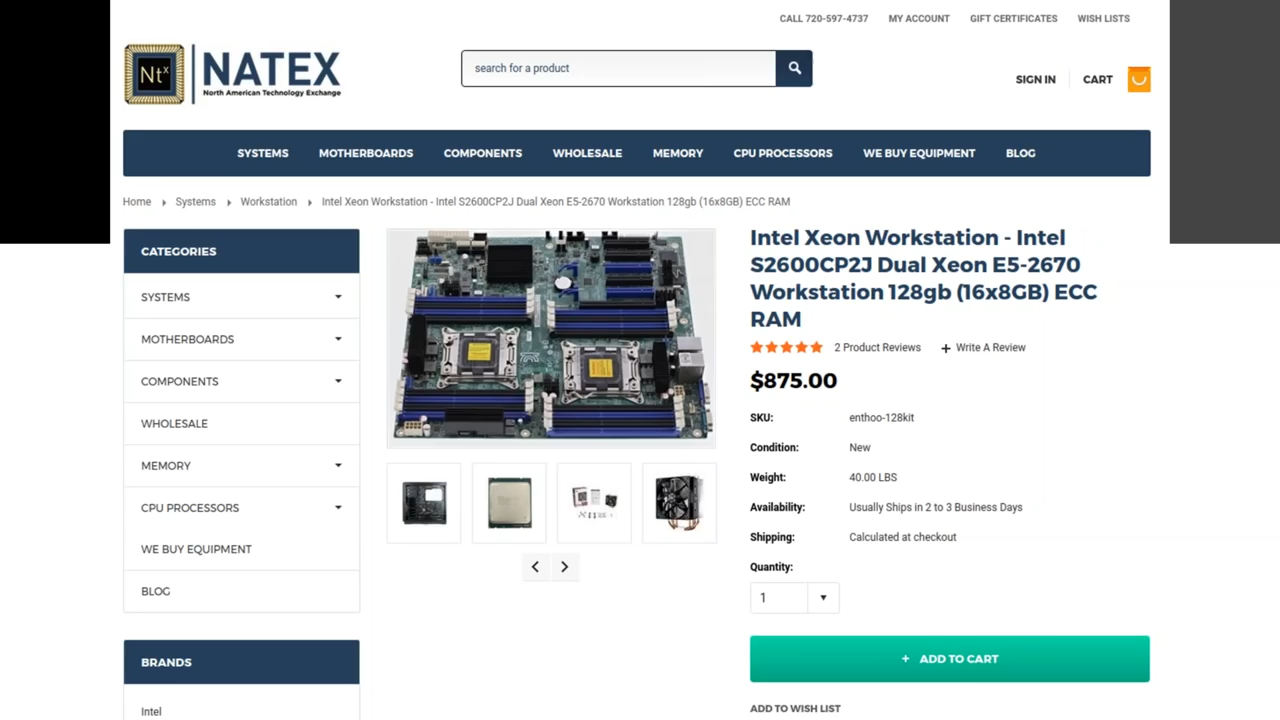 CALL 720-597-4737 MY ACCOUNT GIFT CERTIFICATES WISH LISTS
Ntx
NATEX
North American Technology Exchange
search for a product
SIGN IN CART
SYSTEMS MOTHERBOARDS COMPONENTS WHOLESALE MEMORY CPU PROCESSORS WE BUY EQUIPMENT BLOG
Home Systems Workstation Intel Xeon Workstation - Intel S2600CP2J Dual Xeon E5-2670 Workstation 128gb (16x8GB) ECC RAM
CATEGORIES
SYSTEMS
MOTHERBOARDS
COMPONENTS
WHOLESALE
MEMORY
CPU PROCESSORS
WE BUY EQUIPMENT
BLOG
BRANDS
Intel
Intel Xeon Workstation - Intel
S2600CP2J Dual Xeon E5-2670
Workstation 128gb (16x8GB) ECC
RAM
2 Product Reviews + Write A Review
$875.00
SKU: enthoo-128kit
Condition: New
Weight: 40.00 LBS
Availability: Usually Ships in 2 to 3 Business Days
Shipping: Calculated at checkout
Quantity:
1
+ ADD TO CART
ADD TO WISH LIST